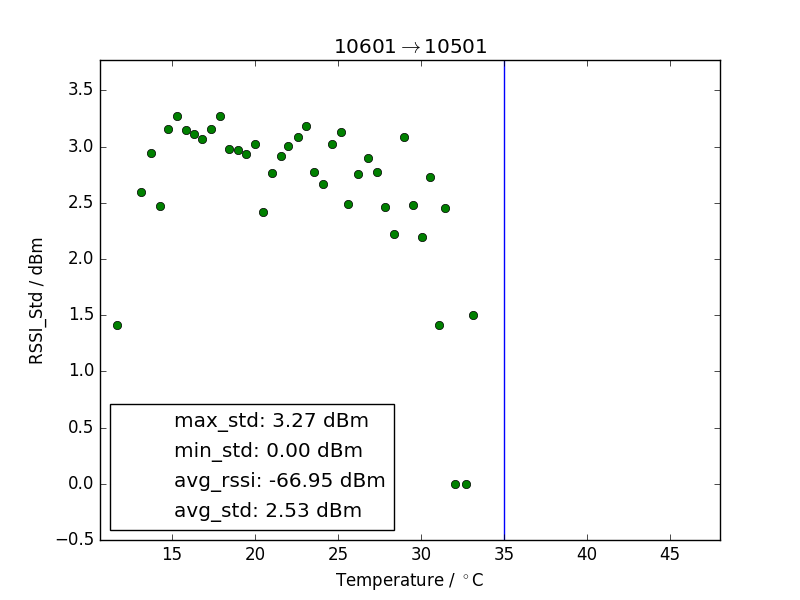 10601→10501
3.5
3.0
2.5
2.0
1.5
1.0
0.5
0.0
−0.5
RSSI_Std / dBm
max_std: 3.27 dBm
min_std: 0.00 dBm
avg_rssi: -66.95 dBm
avg_std: 2.53 dBm
15 20 25 30 35 40 45
Temperature / °C